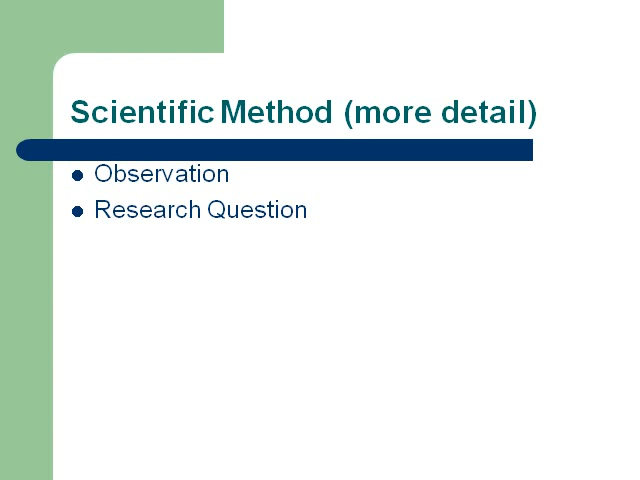 Scientific Method (more detail)
Observation
Research Question